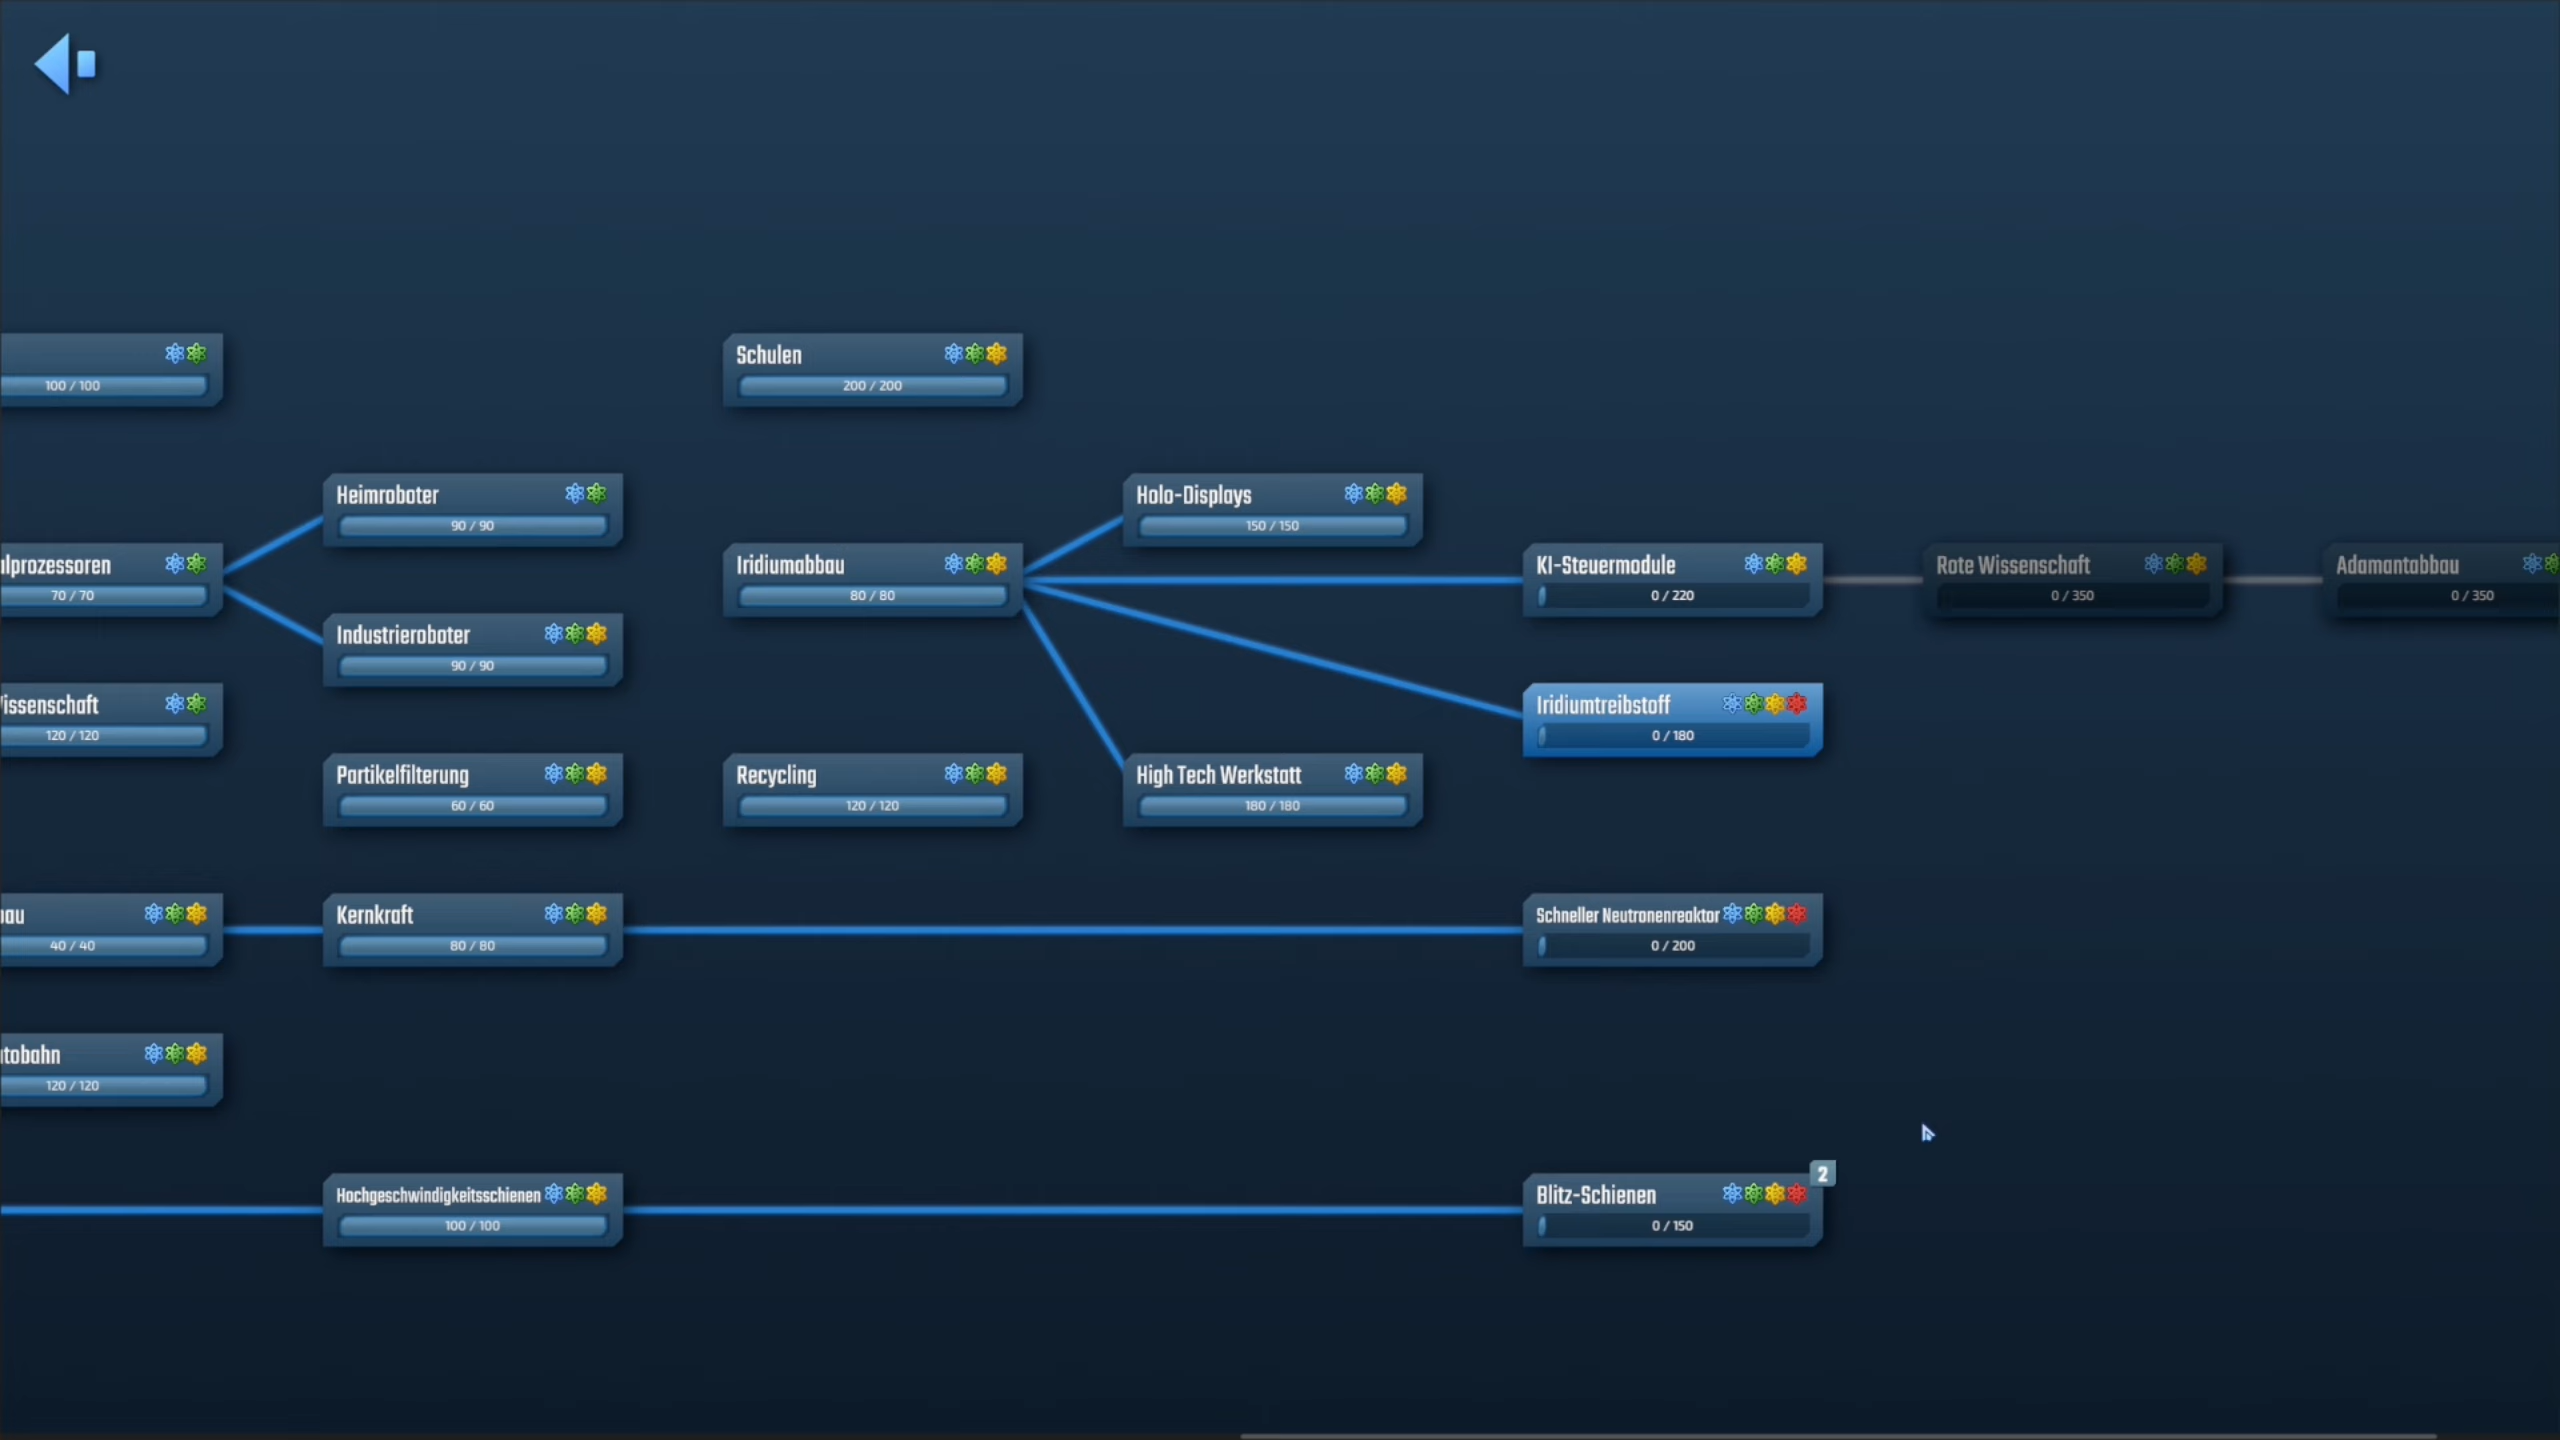 100 / 100
Schulen
200 / 200
Heimroboter
90 / 90
Holo-Displays
150 / 150
alprozessoren
70 / 70
Iridiumabbau
80 / 80
KI-Steuermodule
0 / 220
Rote Wissenschaft
0 / 350
Adamantabbau
0 / 350
Industrieroboter
90 / 90
issenschaft
120 / 120
Iridiumtreibstoff
0 / 180
Partikelfilterung
60 / 60
Recycling
120 / 120
High Tech Werkstatt
180 / 180
bau
40 / 40
Kernkraft
80 / 80
Schneller Neutronenreaktor
0 / 200
utobahn
120 / 120
Hochgeschwindigkeitsschienen
100 / 100
2
Blitz-Schienen
0 / 150